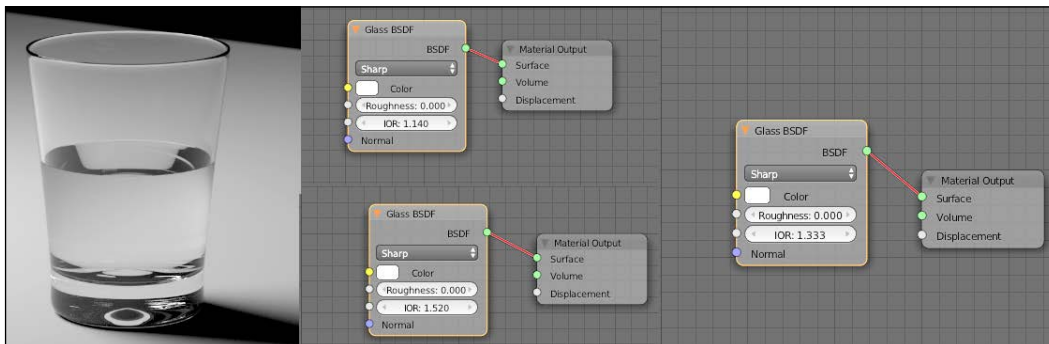 Glass BSDF
BSDF
Sharp
Color
Roughness: 0.000
IOR: 1.140
Normal
Material Output
Surface
Volume
Displacement
Glass BSDF
BSDF
Sharp
Color
Roughness: 0.000
IOR: 1.520
Normal
Material Output
Surface
Volume
Displacement
Glass BSDF
BSDF
Sharp
Color
Roughness: 0.000
IOR: 1.333
Normal
Material Output
Surface
Volume
Displacement